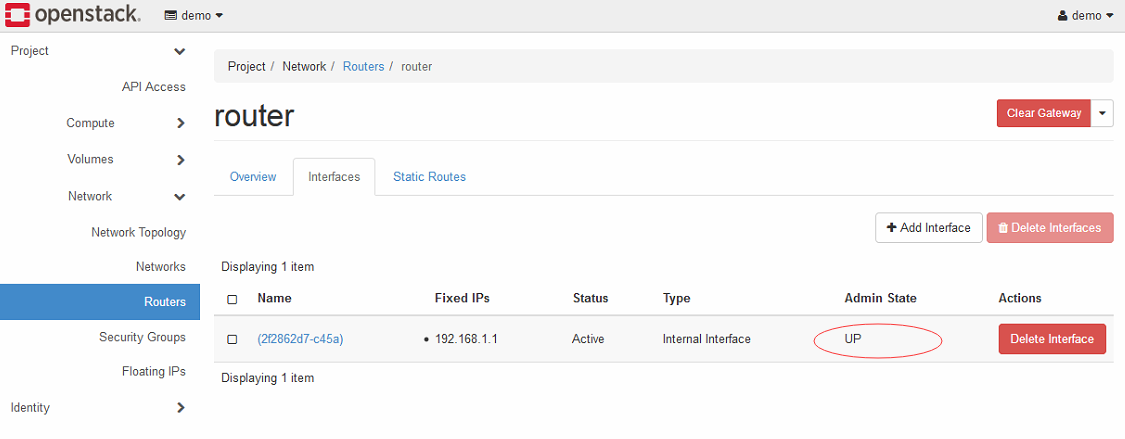 openstack. demo demo
Project
Project / Network / Routers / router
API Access
router
Clear Gateway
Compute
Volumes
Overview Interfaces Static Routes
Network
Network Topology
Add Interface Delete Interfaces
Networks
Displaying 1 item
Routers
Name Fixed IPs Status Type Admin State Actions
Security Groups
(2f2862d7-c45a) • 192.168.1.1 Active Internal Interface UP Delete Interface
Floating IPs
Displaying 1 item
Identity